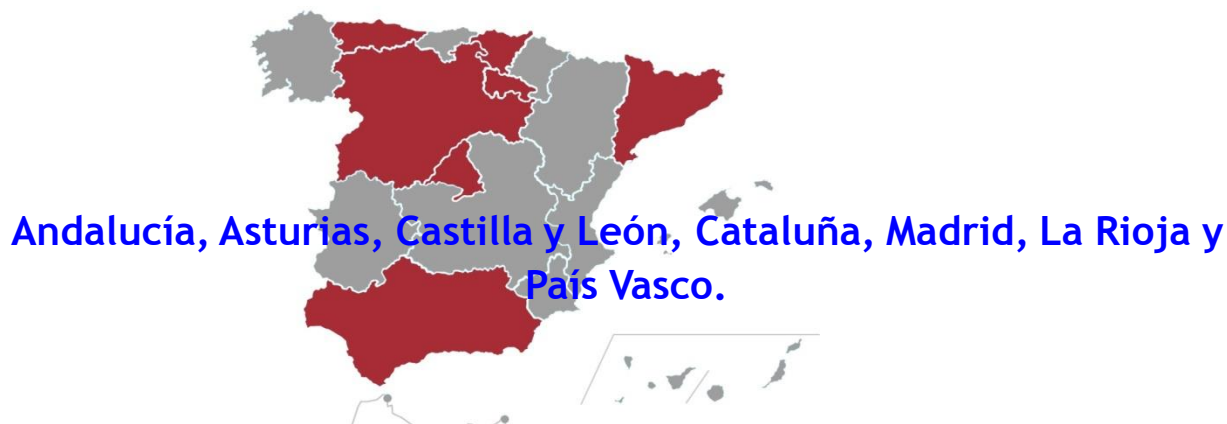 Andalucía, Asturias, Castilla y León, Cataluña, Madrid, La Rioja y
País Vasco.